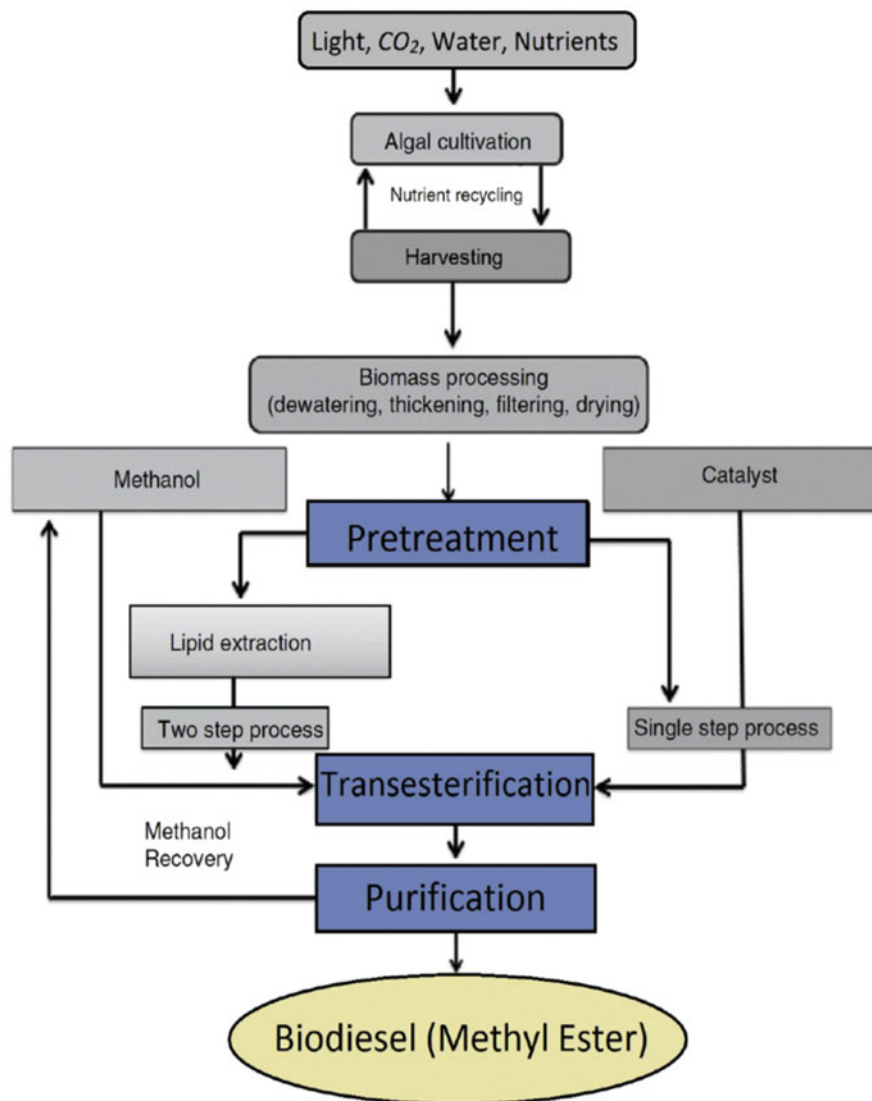 Light, CO₂, Water, Nutrients
Algal cultivation
Nutrient recycling
Harvesting
Biomass processing
(dewatering, thickening, filtering, drying)
Methanol
Catalyst
Pretreatment
Lipid extraction
Two step process
Single step process
Transesterification
Methanol
Recovery
Purification
Biodiesel (Methyl Ester)